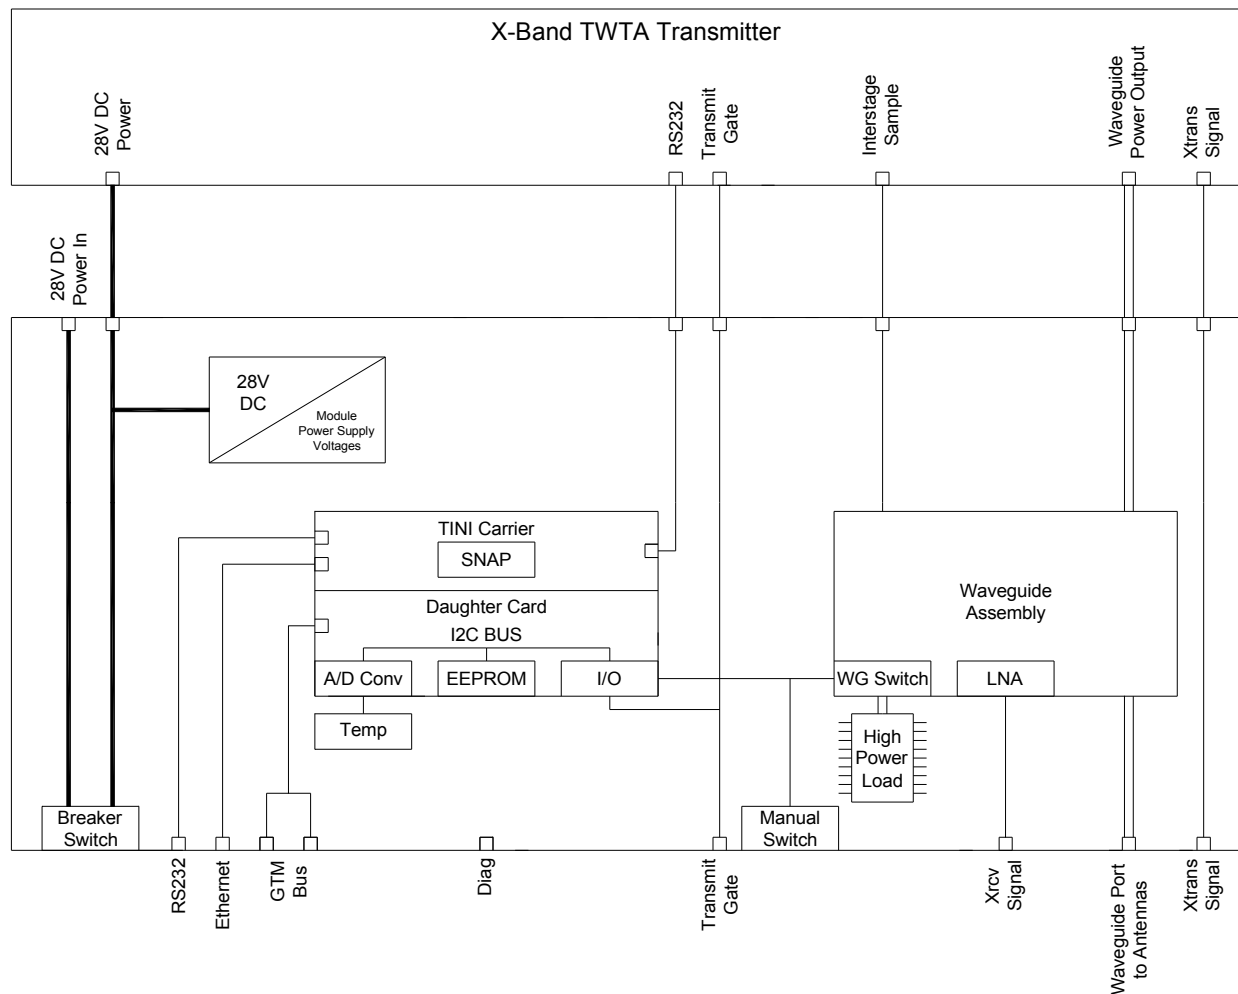 X-Band TWTA Transmitter
28V DC
Power
RS232
Transmit
Gate
Interstage
Sample
Waveguide
Power Output
Xtrans
Signal
28V DC
Power In
28V
DC
Module
Power Supply
Voltages
TINI Carrier
SNAP
Daughter Card
I2C BUS
A/D Conv
EEPROM
I/O
Temp
Waveguide
Assembly
WG Switch
LNA
High
Power
Load
Breaker
Switch
Manual
Switch
RS232
Ethernet
GTM
Bus
Diag
Transmit
Gate
Xrcv
Signal
Waveguide Port
to Antennas
Xtrans
Signal